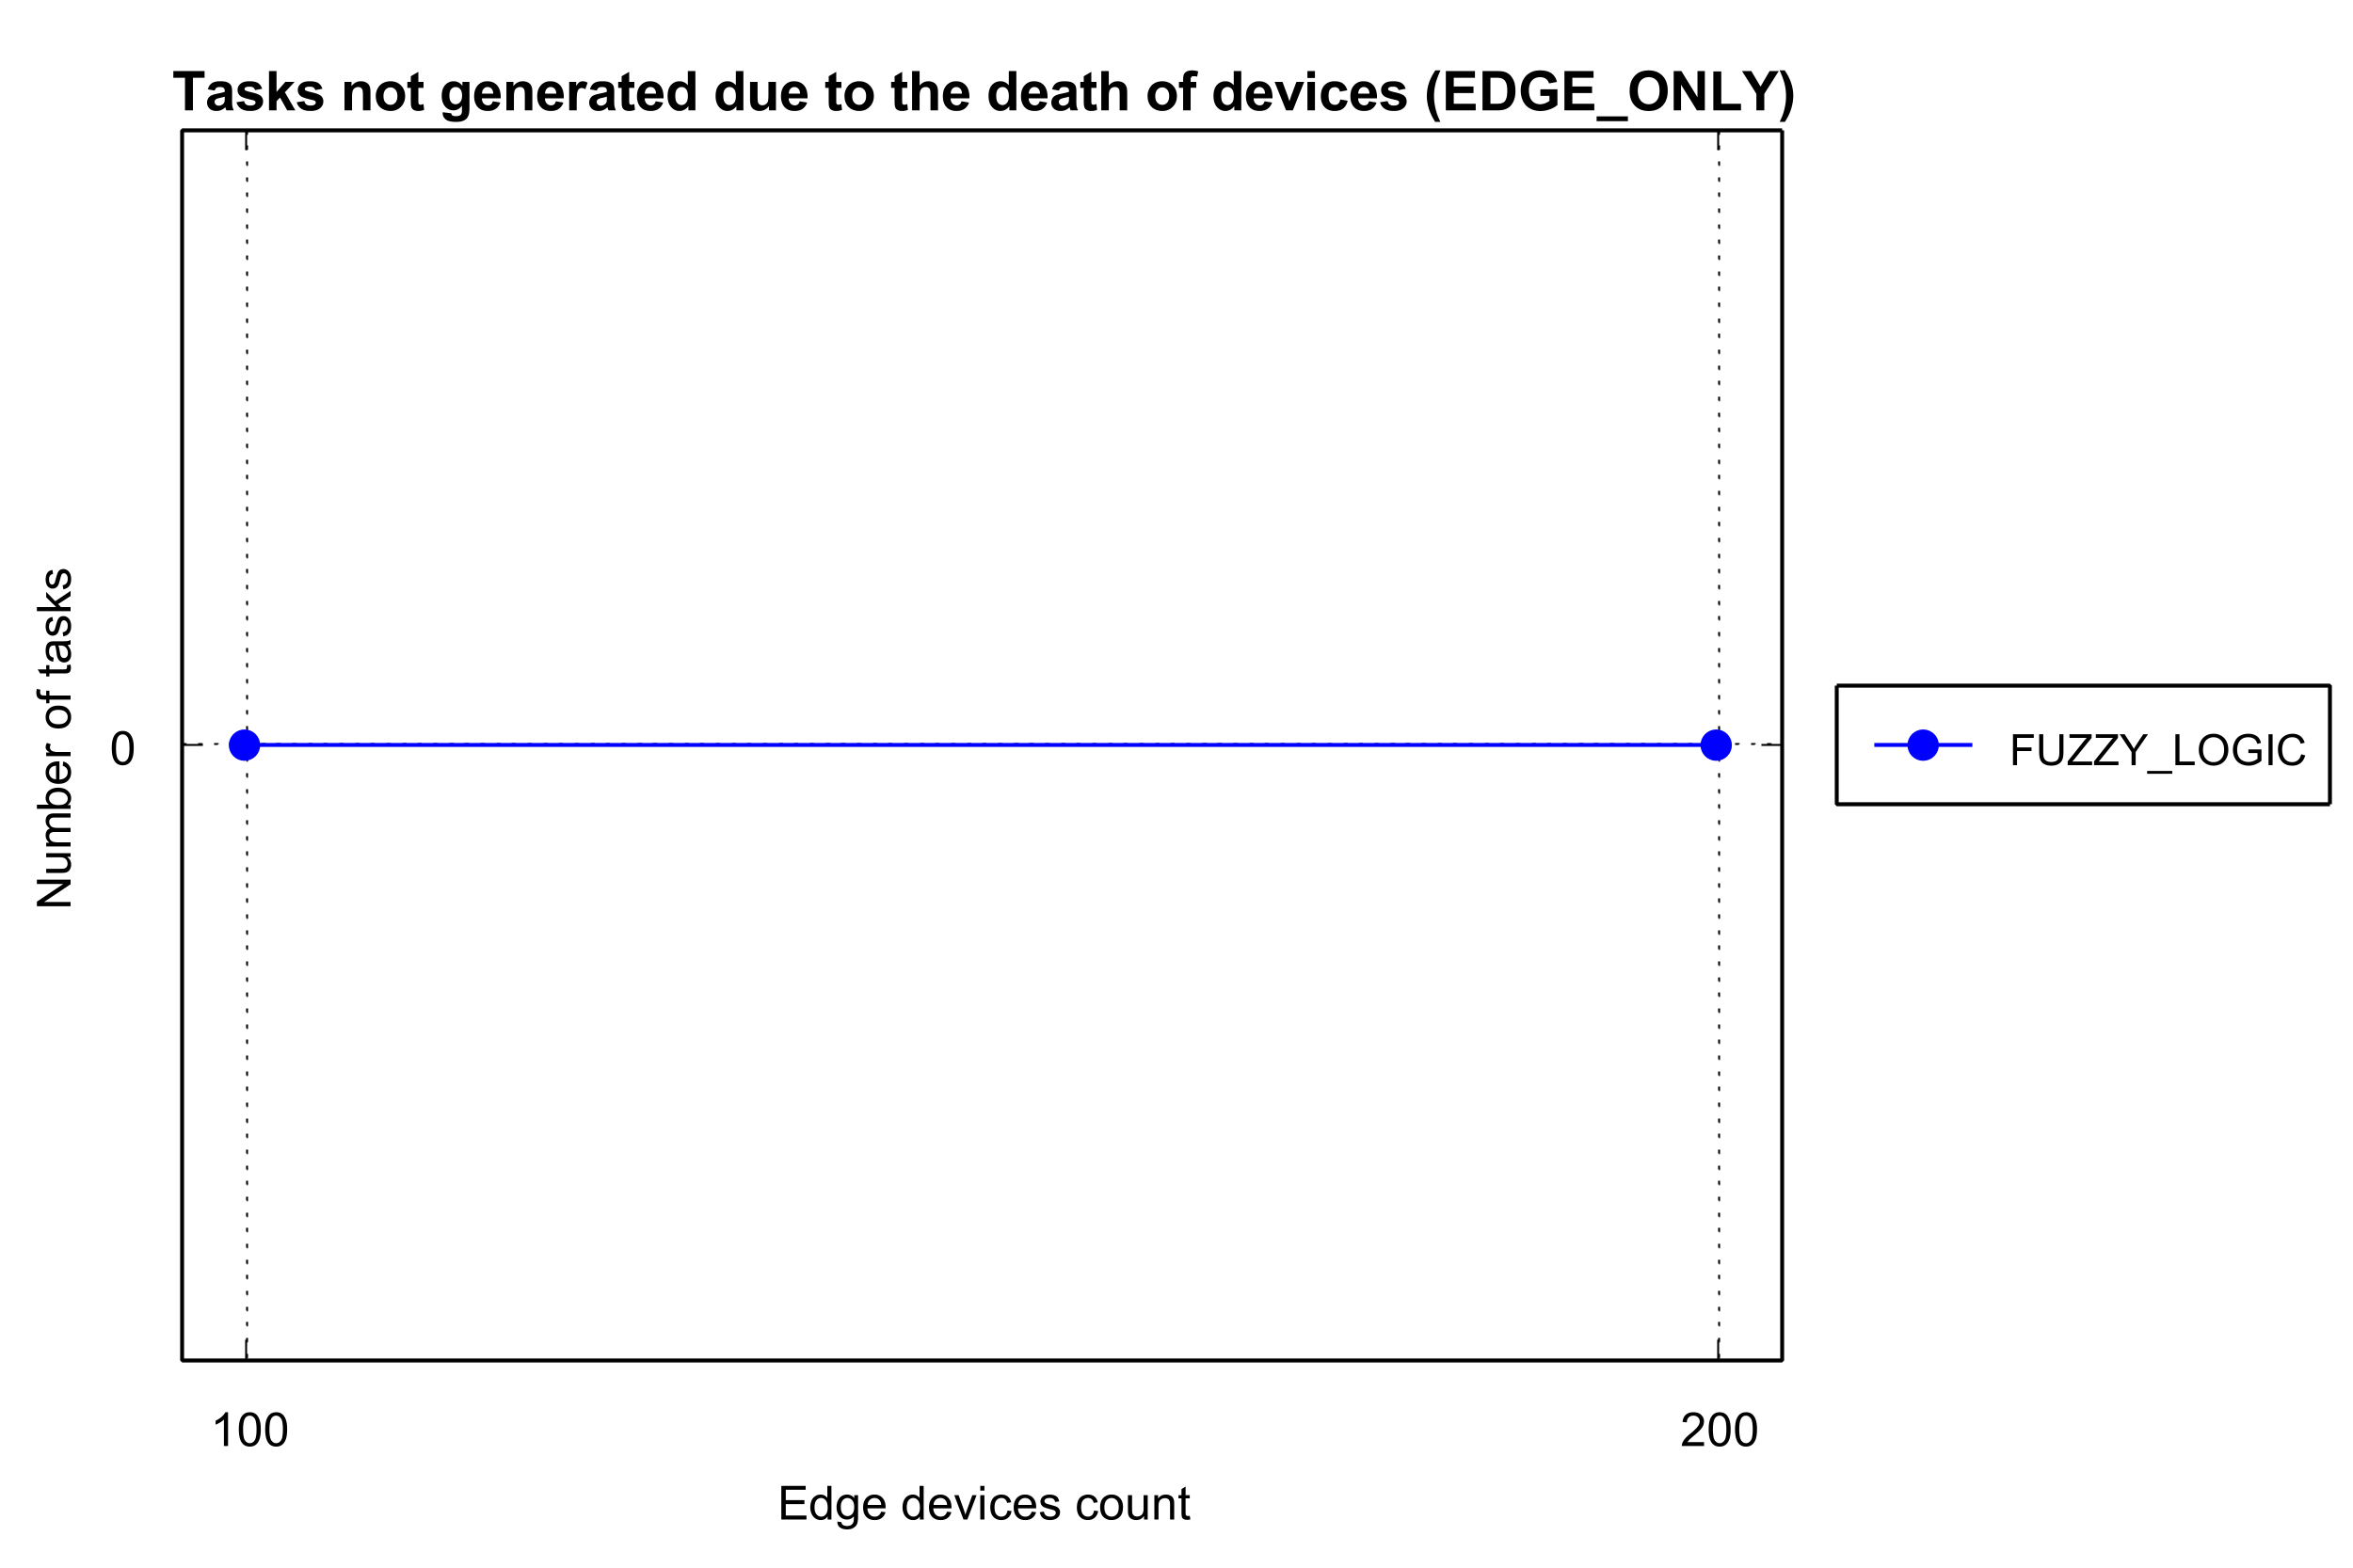 Tasks not generated due to the death of devices (EDGE_ONLY)
Number of tasks
0
FUZZY_LOGIC
100
200
Edge devices count